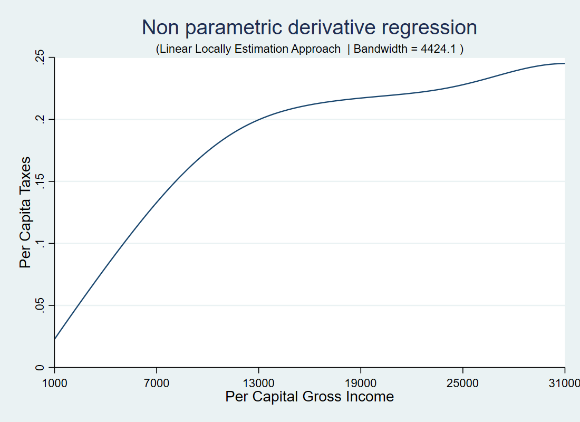 Non parametric derivative regression
(Linear Locally Estimation Approach | Bandwidth = 4424.1 )
Per Capita Taxes
.25
.2
.15
.1
.05
0
1000 7000 13000 19000 25000 31000
Per Capital Gross Income